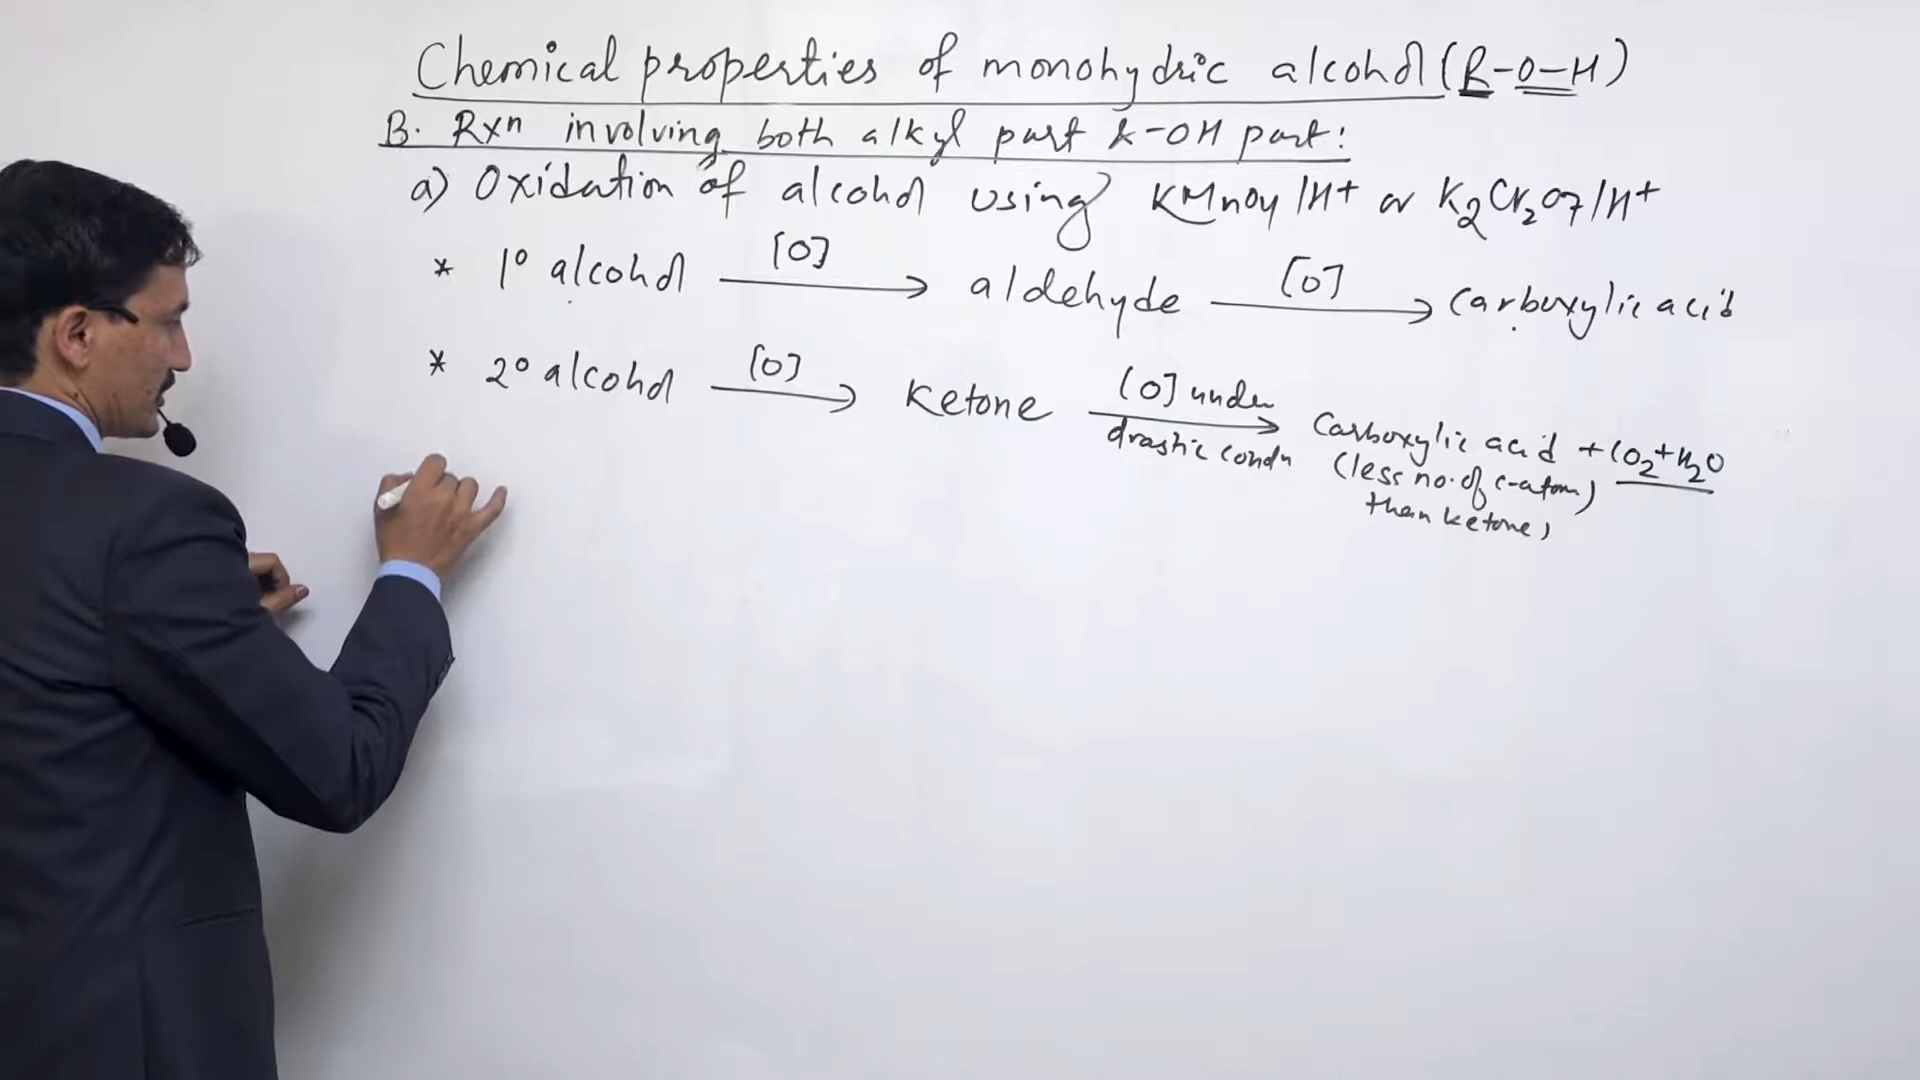 Chemical properties of monohydric alcohol (R-O-H)
B. Rxn involving both alkyl part & -OH part:
a) Oxidation of alcohol using KMnO4/H+ or K2Cr2O7/H+
* 1° alcohol [O] → aldehyde [O] → Carboxylic acid
* 2° alcohol [O] → Ketone [O] under drastic condn → Carboxylic acid + CO2 + H2O
(less no. of c-atom)
than ketone)